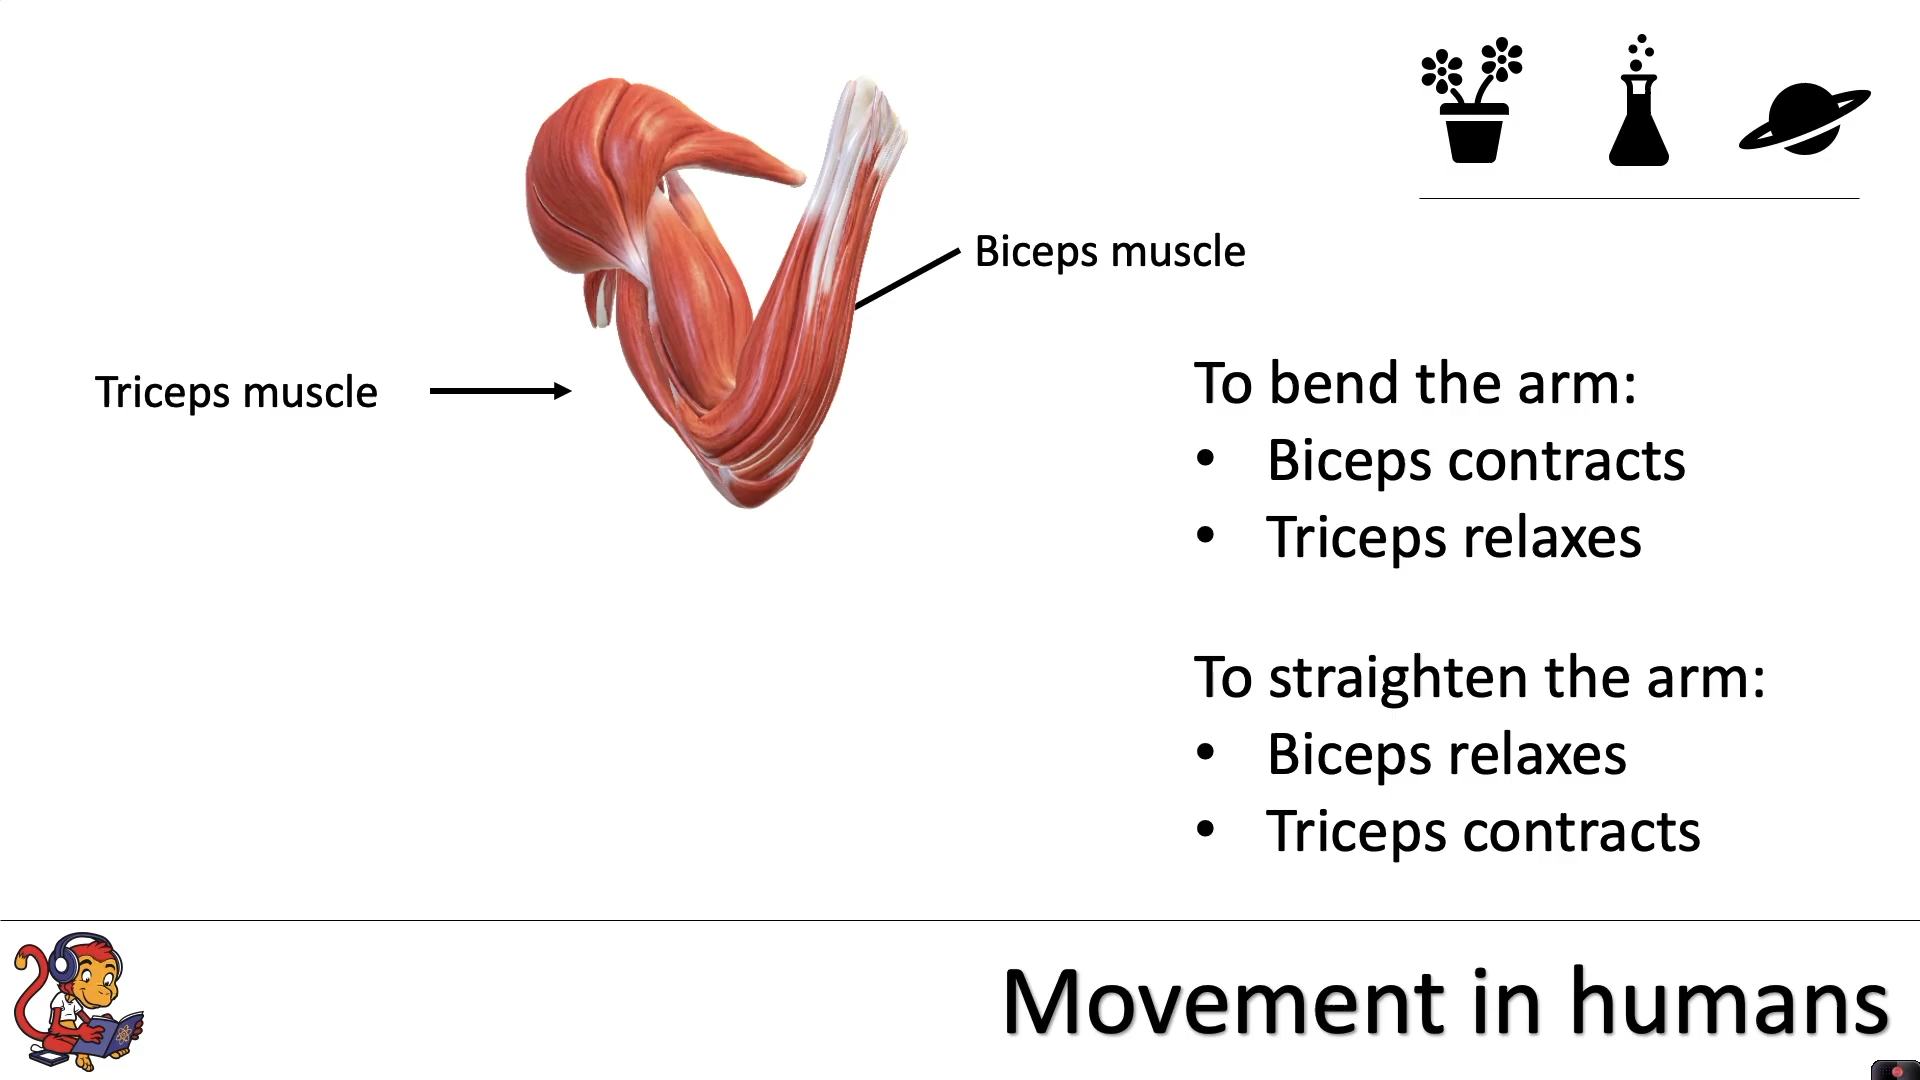 Biceps muscle
Triceps muscle
To bend the arm:
• Biceps contracts
• Triceps relaxes
To straighten the arm:
• Biceps relaxes
• Triceps contracts
Movement in humans